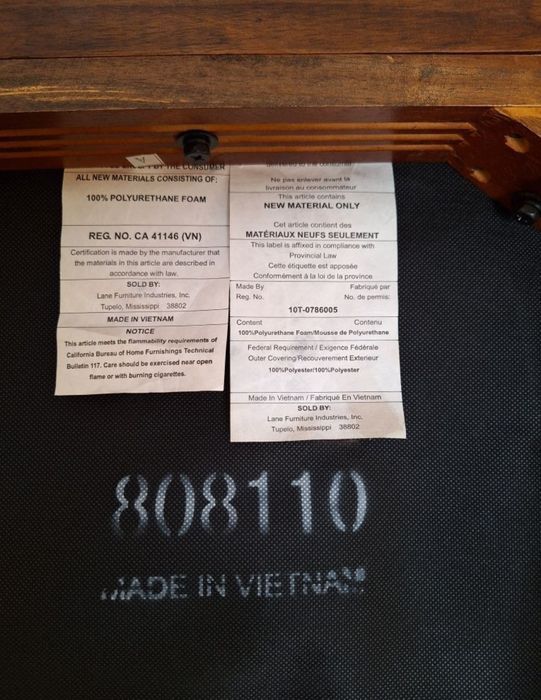 BY THE CONSUMER
ALL NEW MATERIALS CONSISTING OF:
100% POLYURETHANE FOAM
REG. NO. CA 41146 (VN)
Certification is made by the manufacturer that
the materials in this article are described in
accordance with law.
SOLD BY:
Lane Furniture Industries, Inc.
Tupelo, Mississippi 38802
MADE IN VIETNAM
NOTICE
This article meets the flammability requirements of
California Bureau of Home Furnishings Technical
Bulletin 117. Care should be exercised near open
flame or with burning cigarettes.
delivered to the consumer
Ne pas enlever avant la
livraison au consommateur
This article contains
NEW MATERIAL ONLY
Cet article contient des
MATÉRIAUX NEUFS SEULEMENT
This label is affixed in compliance with
Provincial Law
Cette étiquette est apposée
Conformément à la loi de la province
Made By Fabriqué par
Reg. No. No. de permis:
10T-0786005
Content Contenu
100%Polyurethane Foam/Mousse de Polyurethane
Federal Requirement / Exigence Fédérale
Outer Covering/Recouvrement Exterieur
100%Polyester/100%Polyester
Made In Vietnam / Fabriqué En Vietnam
SOLD BY:
Lane Furniture Industries, Inc.
Tupelo, Mississippi 38802
808110
MADE IN VIETNAM